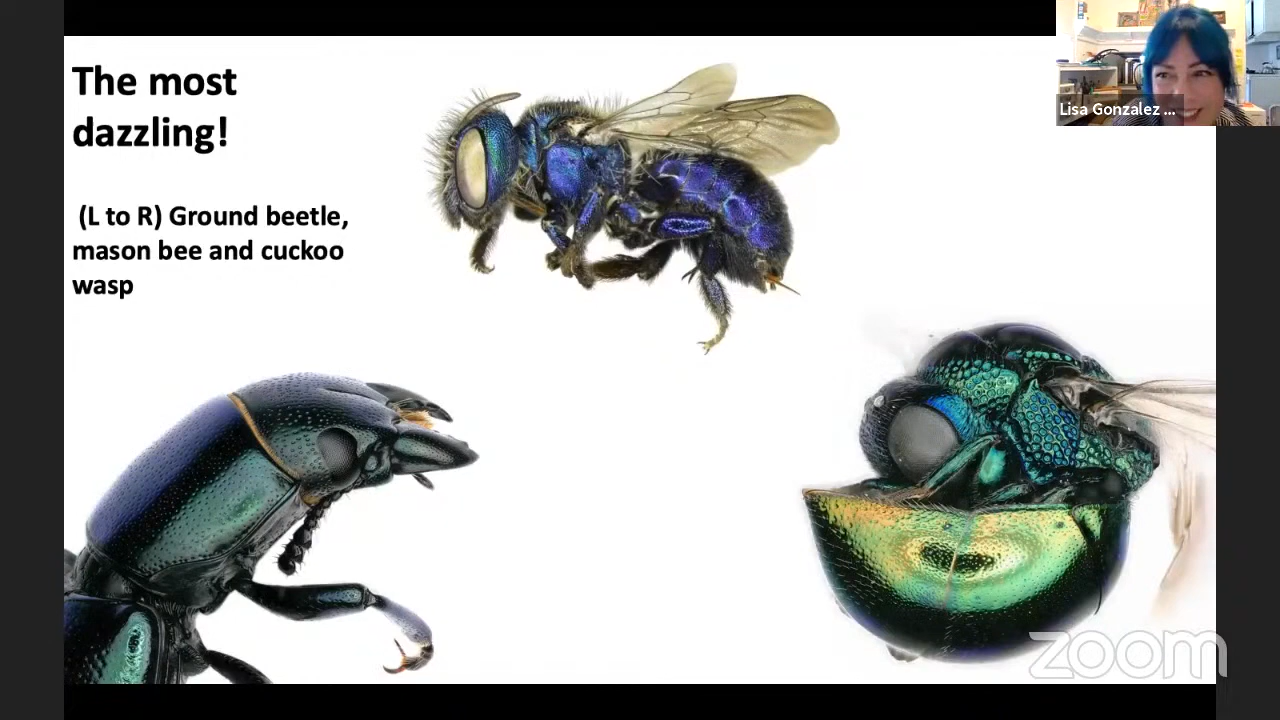 The most
dazzling!
(L to R) Ground beetle,
mason bee and cuckoo
wasp
Lisa Gonzalez ...
zoom